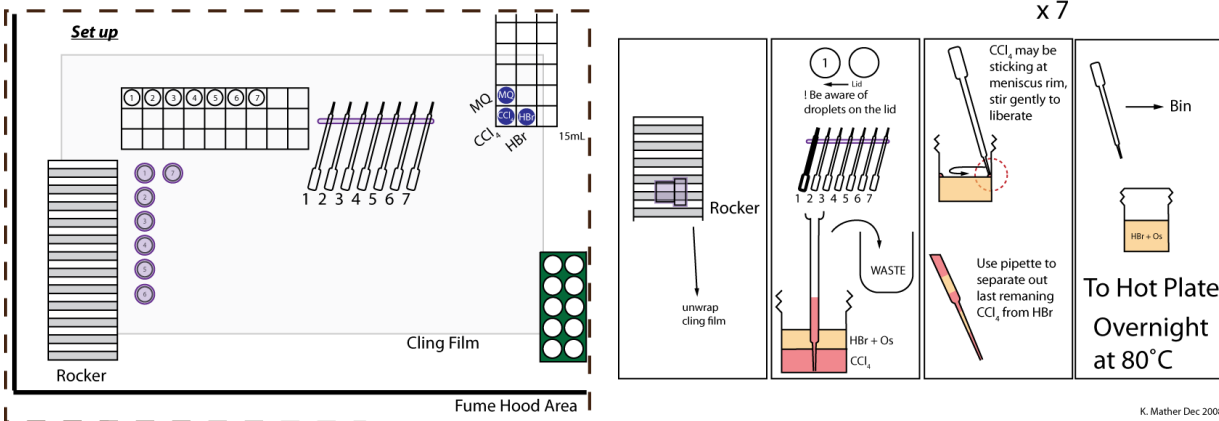 Set up
1 2 3 4 5 6 7
1 7
2
3
4
5
6
1 2 3 4 5 6 7
MQ
MQ
CCl₄ HBr
CCl₄ HBr
15mL
Rocker
Cling Film
Fume Hood Area
x 7
Rocker
unwrap
cling film
1
Lid
! Be aware of
droplets on the lid
1 2 3 4 5 6 7
WASTE
HBr + Os
CCl₄
CCl₄ may be
sticking at
meniscus rim,
stir gently to
liberate
Use pipette to
separate out
last remaning
CCl₄ from HBr
Bin
HBr + Os
To Hot Plate
Overnight
at 80˚C
K. Mather Dec 2008